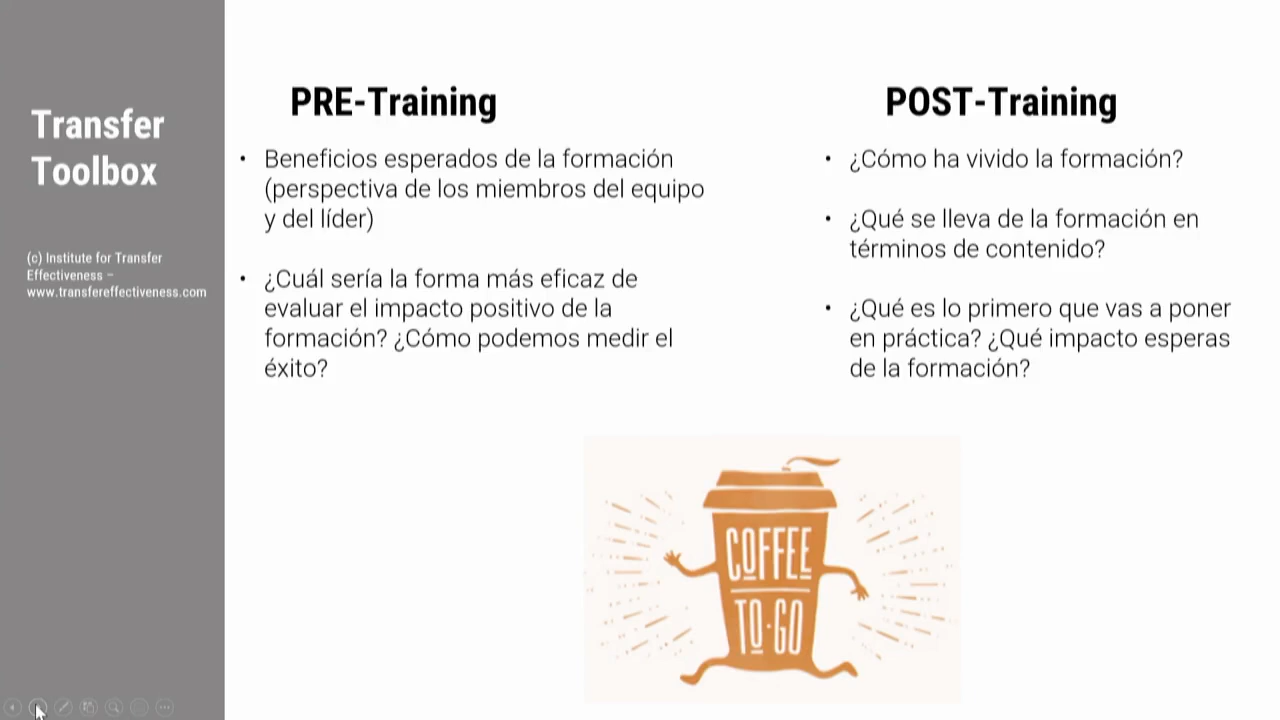 Transfer
Toolbox
(c) Institute for Transfer
Effectiveness –
www.transfereffectiveness.com
PRE-Training
• Beneficios esperados de la formación
(perspectiva de los miembros del equipo
y del líder)
• ¿Cuál sería la forma más eficaz de
evaluar el impacto positivo de la
formación? ¿Cómo podemos medir el
éxito?
POST-Training
• ¿Cómo ha vivido la formación?
• ¿Qué se lleva de la formación en
términos de contenido?
• ¿Qué es lo primero que vas a poner
en práctica? ¿Qué impacto esperas
de la formación?
COFFEE
TO·GO